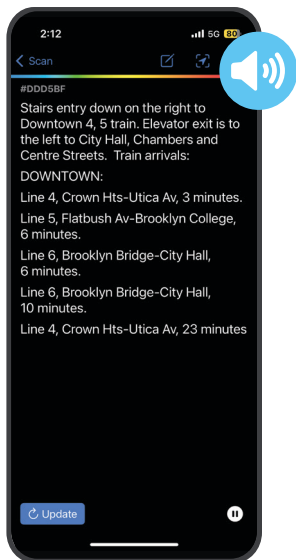 2:12
5G 80
Scan
#DDD5BF
Stairs entry down on the right to
Downtown 4, 5 train. Elevator exit is to
the left to City Hall, Chambers and
Centre Streets.  Train arrivals:
DOWNTOWN:
Line 4, Crown Hts-Utica Av, 3 minutes.
Line 5, Flatbush Av-Brooklyn College,
6 minutes.
Line 6, Brooklyn Bridge-City Hall,
6 minutes.
Line 6, Brooklyn Bridge-City Hall,
10 minutes.
Line 4, Crown Hts-Utica Av, 23 minutes
Update